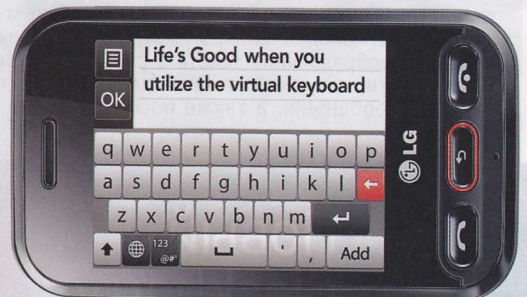 Life's Good when you
utilize the virtual keyboard
OK
q w e r t y u i o p
a s d f g h i k l
z x c v b n m
123
@#°
' , Add
LG